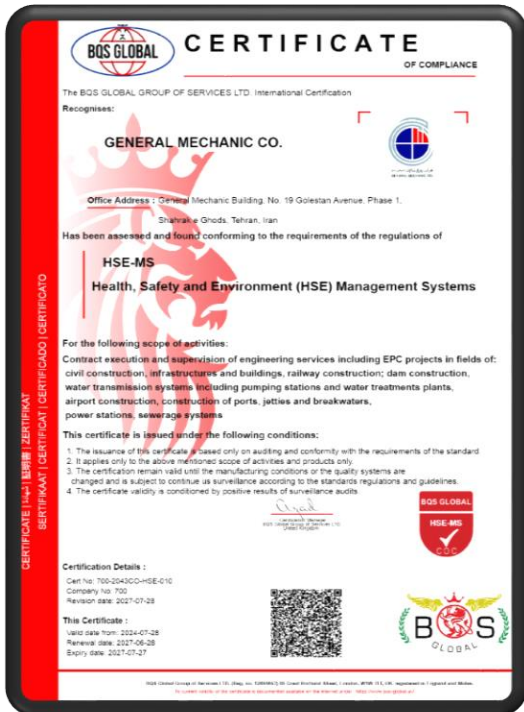 BQS GLOBAL
CERTIFICATE
OF COMPLIANCE
The BQS GLOBAL GROUP OF SERVICES LTD International Certification
Recognises:
GENERAL MECHANIC CO.
Office Address : General Mechanic Building, No. 19 Golestan Avenue, Phase 1,
Shahrak e Ghods, Tehran, Iran
Has been assessed and found conforming to the requirements of the regulations of
HSE-MS
Health, Safety and Environment (HSE) Management Systems
For the following scope of activities:
Contract execution and supervision of engineering services including EPC projects in fields of:
civil construction, infrastructures and buildings, railway construction; dam construction,
water transmission systems including pumping stations and water treatments plants,
airport construction, construction of ports, jetties and breakwaters,
power stations, sewerage systems
This certificate is issued under the following conditions:
1. The issuance of this certificate is based only on auditing and conformity with the requirements of the standard
2. It applies only to the above mentioned scope of activities and products only.
3. The certification remain valid until the manufacturing conditions or the quality systems are
changed and is subject to continue us surveillance according to the standards regulations and guidelines.
4. The certificate validity is conditioned by positive results of surveillance audits
BQS GLOBAL
HSE-MS
COC
Certification Details :
Cert No: 700-2043CO-HSE-010
Company No: 700
Revision date: 2027-07-28
This Certificate :
Valid date from: 2024-07-28
Renewal date: 2027-06-28
Expiry date: 2027-07-27
BQS
GLOBAL
CERTIFICATE | شهادة | 証明書 | ZERTIFIKAT
SERTIFIKAAT | CERTIFICAT | CERTIFICADO | CERTIFICATO